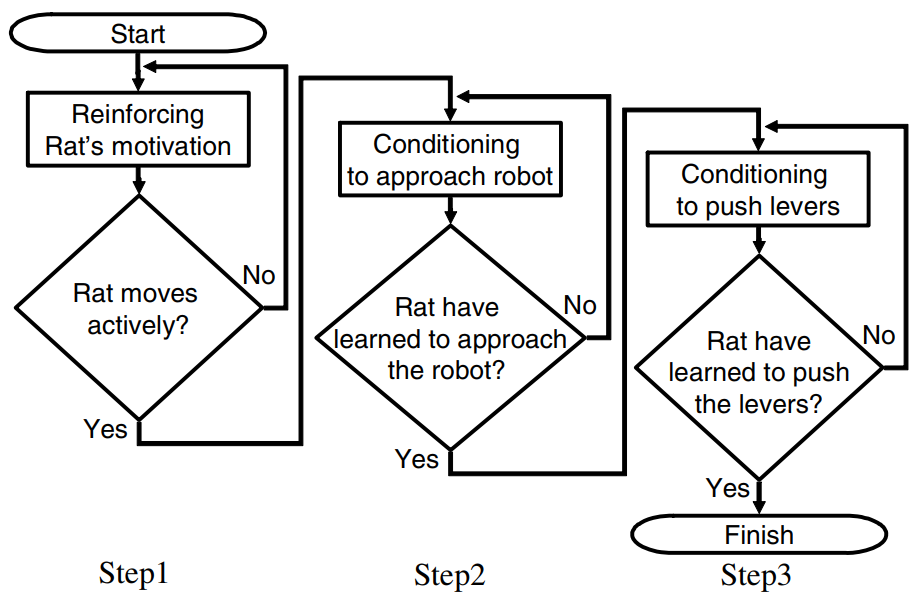 Start
Reinforcing
Rat's motivation
Rat moves
actively?
No
Yes
Step1
Conditioning
to approach robot
Rat have
learned to approach
the robot?
No
Yes
Step2
Conditioning
to push levers
Rat have
learned to push
the levers?
No
Yes
Finish
Step3